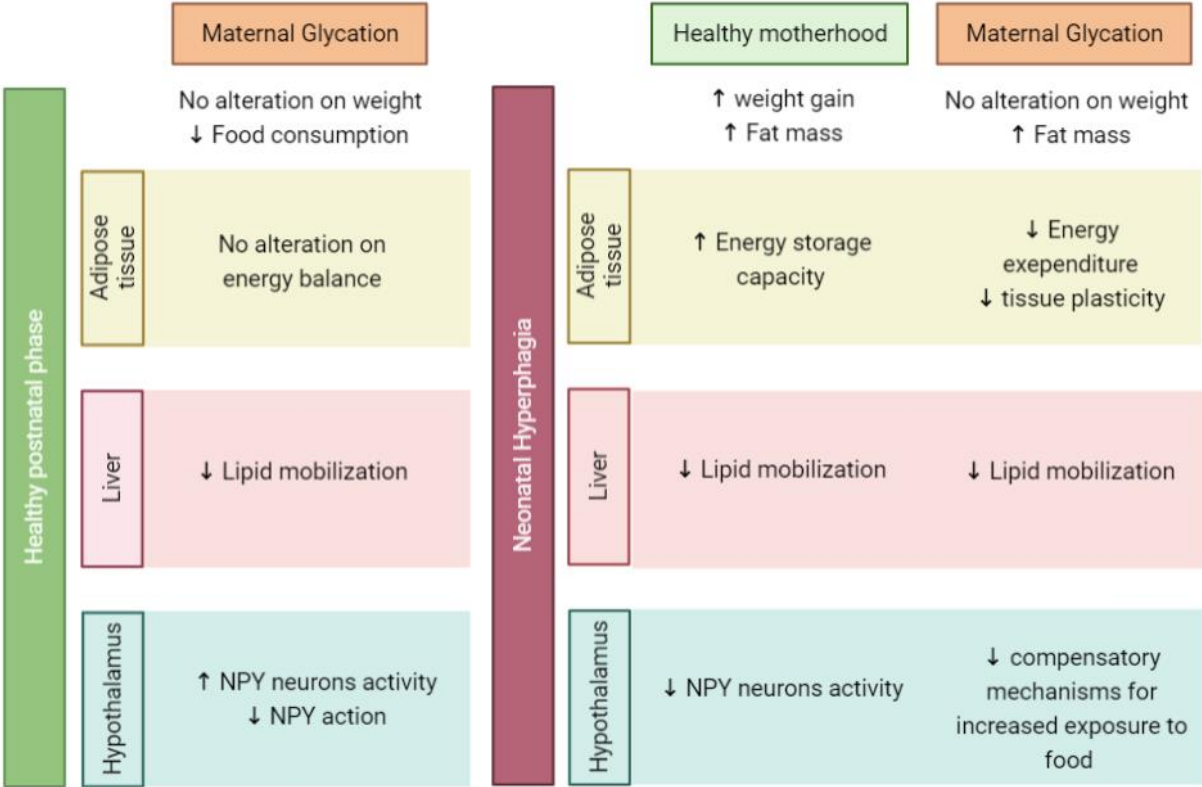 Maternal Glycation
Healthy motherhood
Maternal Glycation
Healthy postnatal phase
No alteration on weight
↓ Food consumption
Adipose
tissue
No alteration on
energy balance
Liver
↓ Lipid mobilization
Hypothalamus
↑ NPY neurons activity
↓ NPY action
Neonatal Hyperphagia
↑ weight gain
↑ Fat mass
No alteration on weight
↑ Fat mass
Adipose
tissue
↑ Energy storage
capacity
↓ Energy
exependiture
↓ tissue plasticity
Liver
↓ Lipid mobilization
↓ Lipid mobilization
Hypothalamus
↓ NPY neurons activity
↓ compensatory
mechanisms for
increased exposure to
food